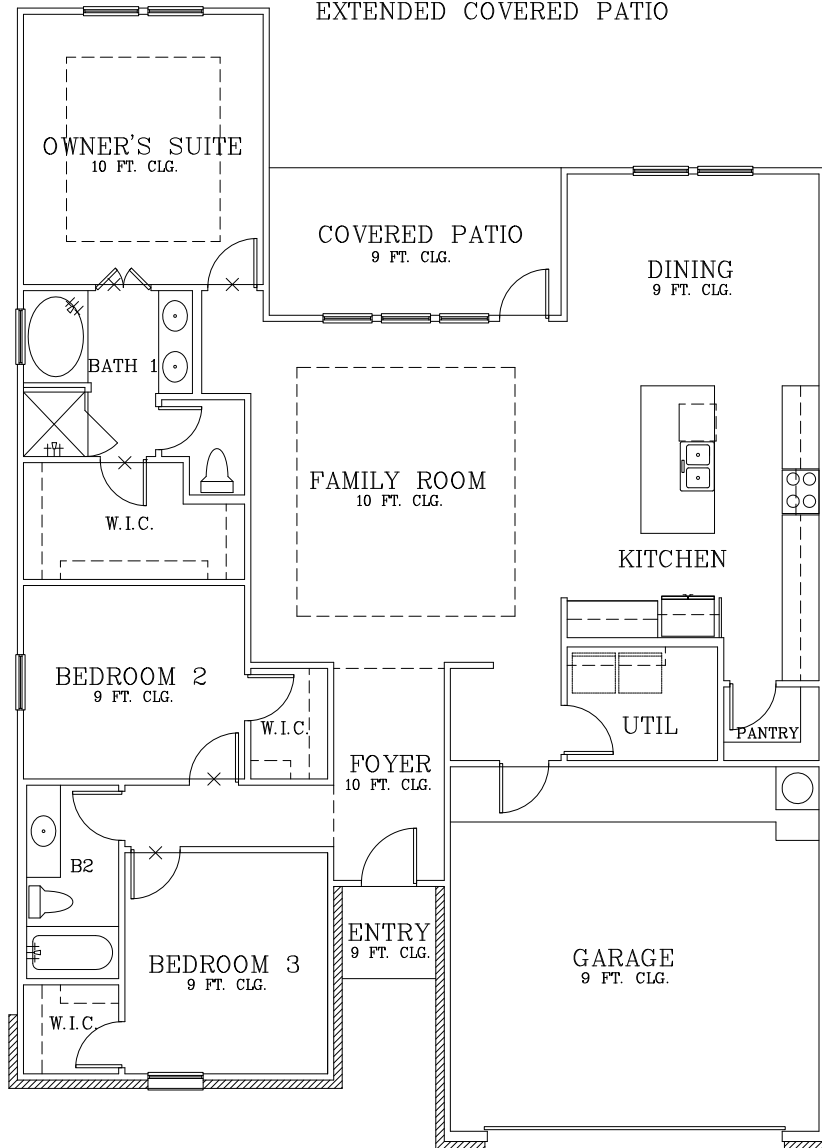 EXTENDED COVERED PATIO
OWNER'S SUITE
10 FT. CLG.
COVERED PATIO
9 FT. CLG.
DINING
9 FT. CLG.
BATH 1
FAMILY ROOM
10 FT. CLG.
W.I.C.
KITCHEN
BEDROOM 2
9 FT. CLG.
W.I.C.
UTIL
PANTRY
FOYER
10 FT. CLG.
B2
ENTRY
9 FT. CLG.
BEDROOM 3
9 FT. CLG.
GARAGE
9 FT. CLG.
W.I.C.